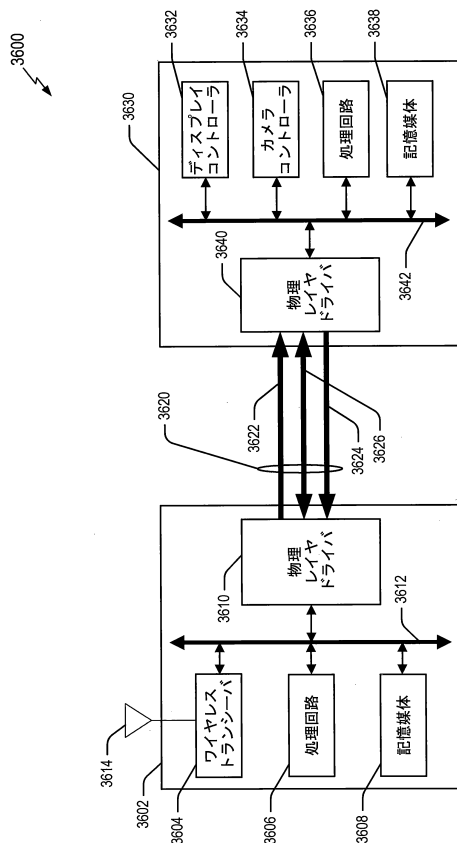 3600
3602
3614
3604
ワイヤレス
トランシーバ
3606
処理回路
3608
記憶媒体
3610
物理
レイヤ
ドライバ
3612
3620
3622
3624
3626
3630
3640
物理
レイヤ
ドライバ
3642
3632
ディスプレイ
コントローラ
3634
カメラ
コントローラ
3636
処理回路
3638
記憶媒体